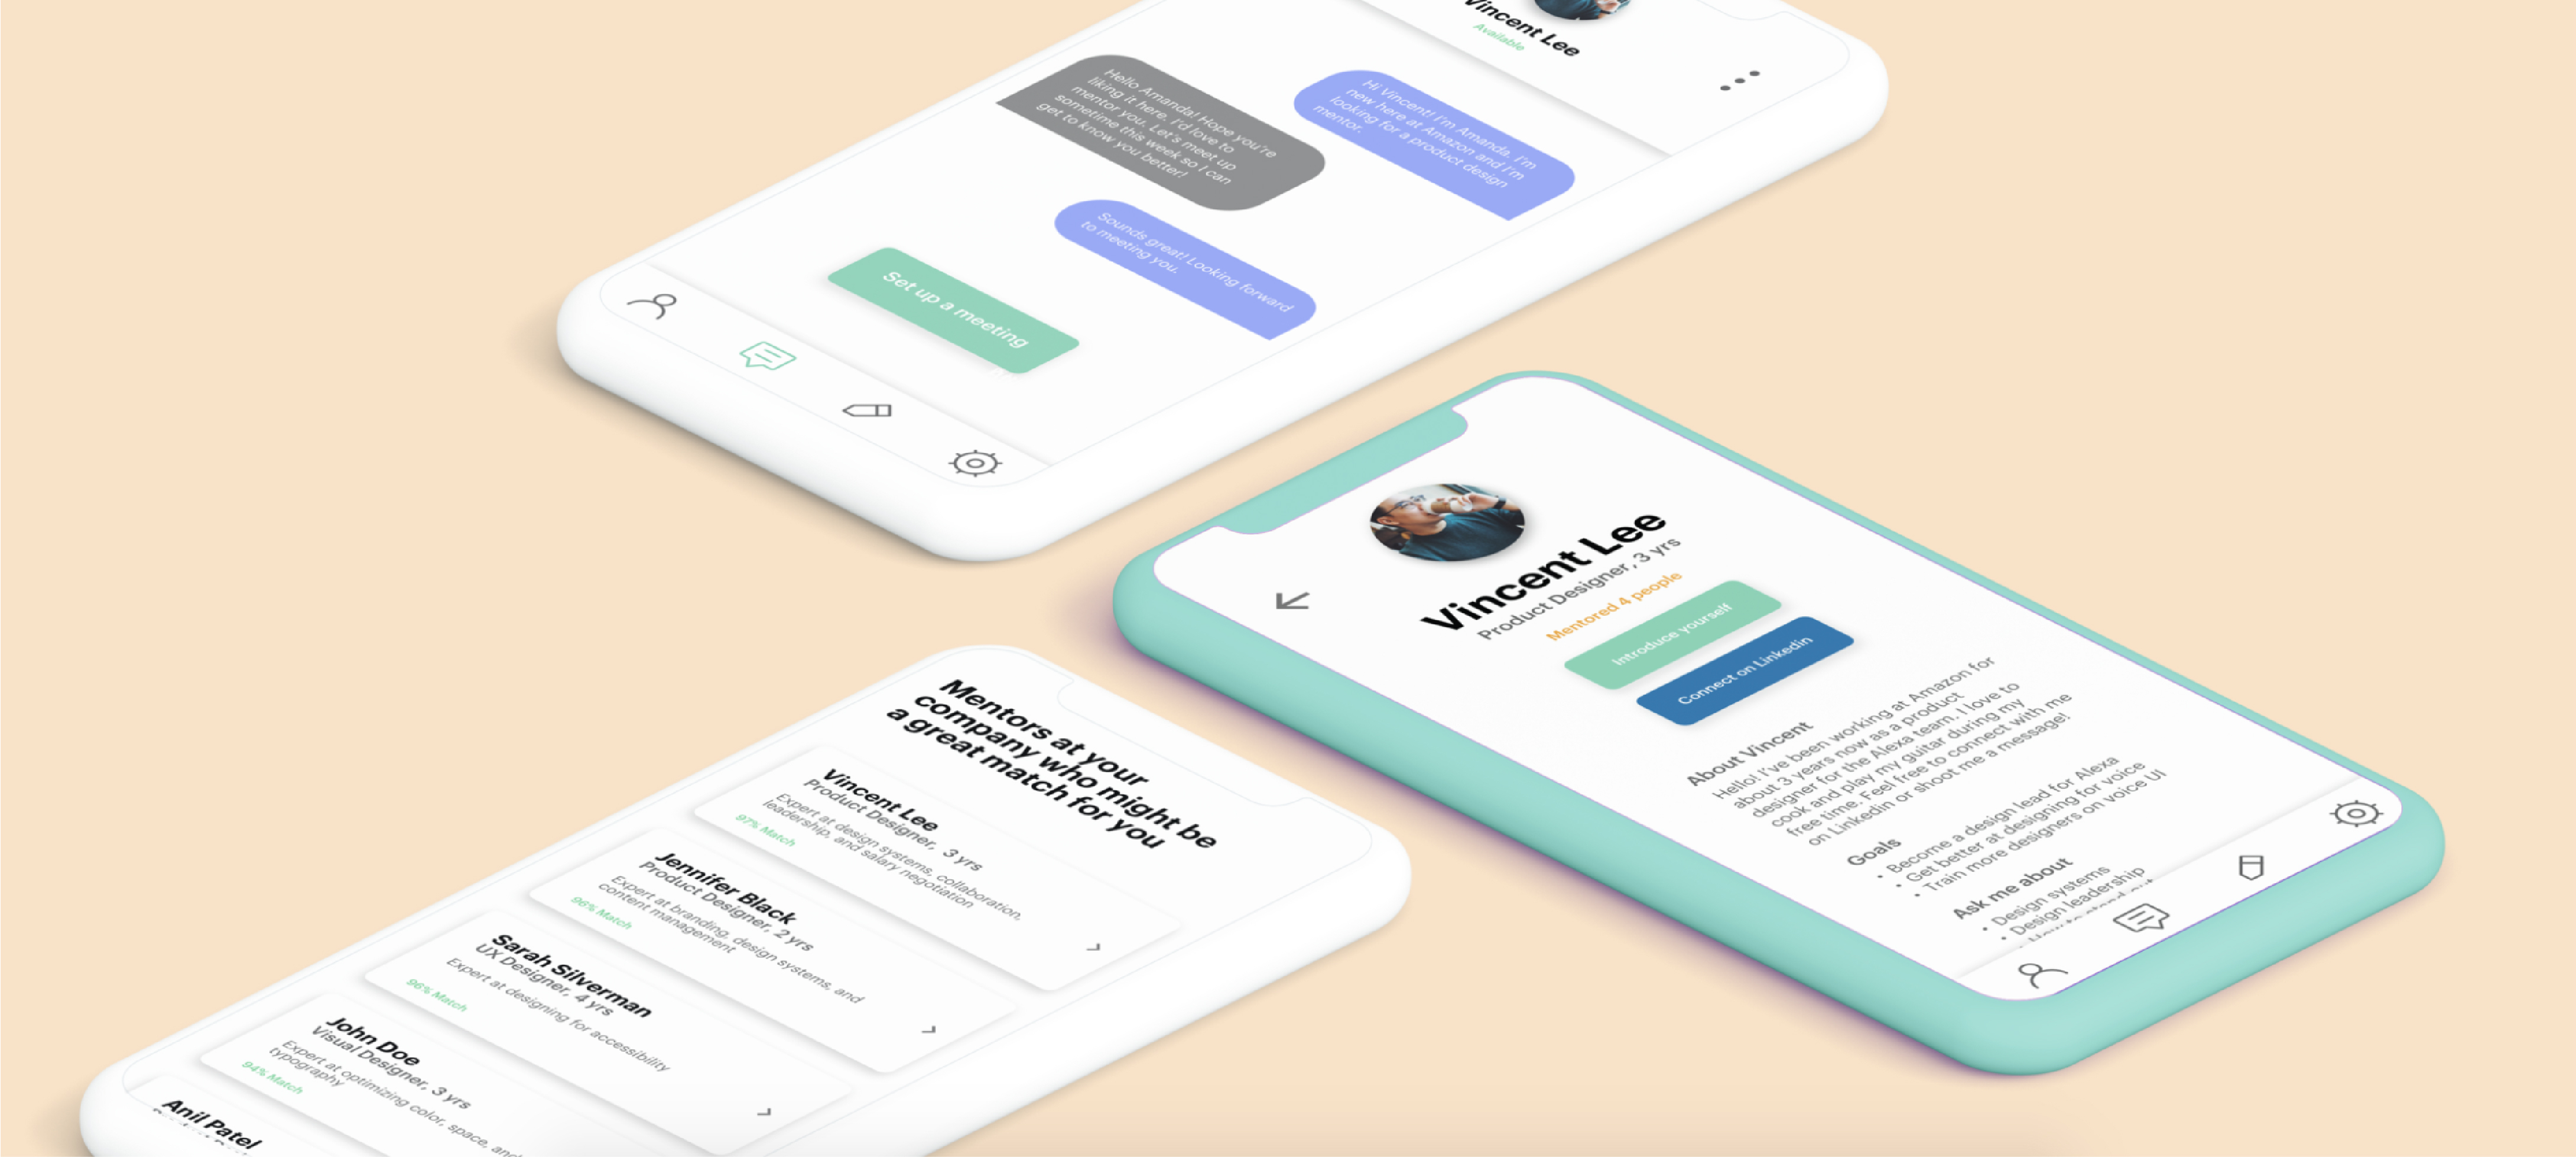 Vincent Lee
Available
Hi Vincent! I'm Amanda. I'm
new here at Amazon and I'm
looking for a product design
mentor.
Hello Amanda! Hope you're
liking it here. I'd love to
mentor you. Let's meet up
sometime this week so I can
get to know you better!
Sounds great! Looking forward
to meeting you.
Set up a meeting
Vincent Lee
Product Designer, 3 yrs
Mentored 4 people
Introduce yourself
Connect on Linkedin
About Vincent
Hello! I've been working at Amazon for
about 3 years now as a product
designer for the Alexa team. I love to
cook and play my guitar during my
free time. Feel free to connect with me
on Linkedin or shoot me a message!
Goals
• Become a design lead for Alexa
• Get better at designing for voice
• Train more designers on voice UI
Ask me about
• Design systems
• Design leadership
Mentors at your
company who might be
a great match for you
Vincent Lee
Product Designer, 3 yrs
Expert at design systems, collaboration,
leadership, and salary negotiation
97% Match
Jennifer Black
Product Designer, 2 yrs
Expert at branding, design systems, and
content management
96% Match
Sarah Silverman
UX Designer, 4 yrs
Expert at designing for accessibility
96% Match
John Doe
Visual Designer, 3 yrs
Expert at optimizing color, space, and
typography
94% Match
Anil Patel